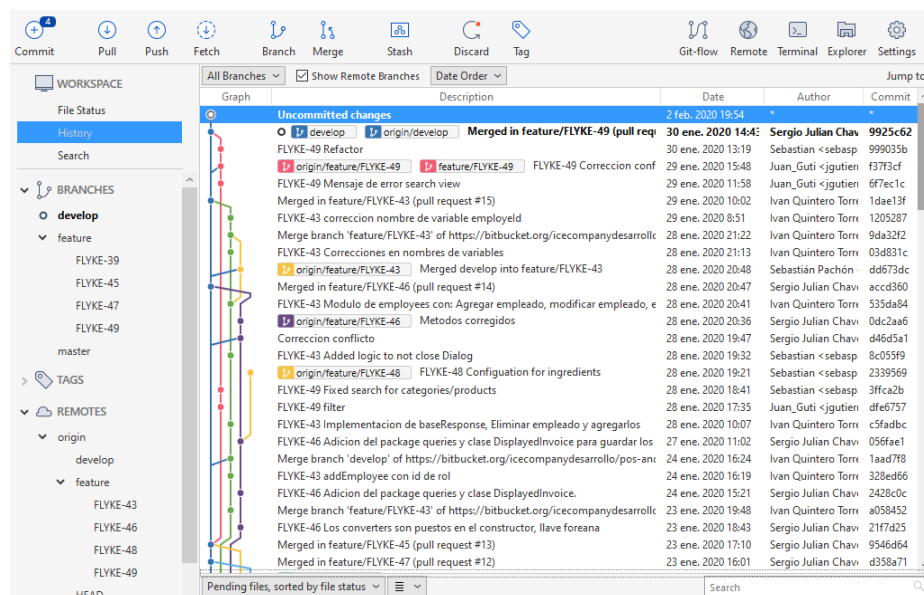 4
Commit Pull Push Fetch Branch Merge Stash Discard Tag Git-flow Remote Terminal Explorer Settings
WORKSPACE
File Status
History
Search
BRANCHES
develop
feature
FLYKE-39
FLYKE-45
FLYKE-47
FLYKE-49
master
TAGS
REMOTES
origin
develop
feature
FLYKE-43
FLYKE-46
FLYKE-48
FLYKE-49
HEAD
All Branches Show Remote Branches Date Order Jump to
Graph Description Date Author Commit
Uncommitted changes 2 feb. 2020 19:54 * *
develop origin/develop Merged in feature/FLYKE-49 (pull requ 30 ene. 2020 14:43 Sergio Julian Chav 9925c62
FLYKE-49 Refactor 30 ene. 2020 13:19 Sebastian <sebasp 999035b
origin/feature/FLYKE-49 feature/FLYKE-49 FLYKE-49 Correccion conf 29 ene. 2020 15:48 Juan_Guti <jgutierr f37f3cf
FLYKE-49 Mensaje de error search view 29 ene. 2020 11:58 Juan_Guti <jgutierr 6f7ec1c
Merged in feature/FLYKE-43 (pull request #15) 29 ene. 2020 10:02 Ivan Quintero Torre 1dae13f
FLYKE-43 correccion nombre de variable employeId 29 ene. 2020 8:51 Ivan Quintero Torre 1205287
Merge branch 'feature/FLYKE-43' of https://bitbucket.org/icecompanydesarrollo 28 ene. 2020 21:22 Ivan Quintero Torre 9da32f2
FLYKE-43 Correcciones en nombres de variables 28 ene. 2020 21:13 Ivan Quintero Torre 03d831c
origin/feature/FLYKE-43 Merged develop into feature/FLYKE-43 28 ene. 2020 20:48 Sebastián Pachón dd673dc
Merged in feature/FLYKE-46 (pull request #14) 28 ene. 2020 20:47 Sergio Julian Chav accd360
FLYKE-43 Modulo de employees con: Agregar empleado, modificar empleado, e 28 ene. 2020 20:41 Ivan Quintero Torre 535da84
origin/feature/FLYKE-46 Metodos corregidos 28 ene. 2020 20:36 Sergio Julian Chav 0dc2aa6
Correccion conflicto 28 ene. 2020 19:47 Sergio Julian Chav d46d5a1
FLYKE-43 Added logic to not close Dialog 28 ene. 2020 19:32 Sebastian <sebasp 8c055f9
origin/feature/FLYKE-48 FLYKE-48 Configuation for ingredients 28 ene. 2020 19:21 Sebastian <sebasp 2339569
FLYKE-49 Fixed search for categories/products 28 ene. 2020 18:41 Sebastian <sebasp 3ffca2b
FLYKE-49 filter 28 ene. 2020 17:35 Juan_Guti <jgutierr dfe6757
FLYKE-43 Implementacion de baseResponse, Eliminar empleado y agregarlos 28 ene. 2020 10:07 Ivan Quintero Torre c5fadbc
FLYKE-46 Adicion del package queries y clase DisplayedInvoice para guardar los 27 ene. 2020 11:02 Sergio Julian Chav 056fae1
Merge branch 'develop' of https://bitbucket.org/icecompanydesarrollo/pos-anc 24 ene. 2020 16:24 Ivan Quintero Torre 1aad7f8
FLYKE-43 addEmployee con id de rol 24 ene. 2020 16:19 Ivan Quintero Torre 328ed66
FLYKE-46 Adicion del package queries y clase DisplayedInvoice. 24 ene. 2020 15:21 Sergio Julian Chav 2428c0c
Merge branch 'feature/FLYKE-43' of https://bitbucket.org/icecompanydesarrollo 23 ene. 2020 19:48 Ivan Quintero Torre a058452
FLYKE-46 Los converters son puestos en el constructor, llave foreana 23 ene. 2020 18:43 Sergio Julian Chav 21f7d25
Merged in feature/FLYKE-45 (pull request #13) 23 ene. 2020 17:10 Sergio Julian Chav 9546d64
Merged in feature/FLYKE-47 (pull request #12) 23 ene. 2020 16:01 Sergio Julian Chav d358a71
Pending files, sorted by file status Search